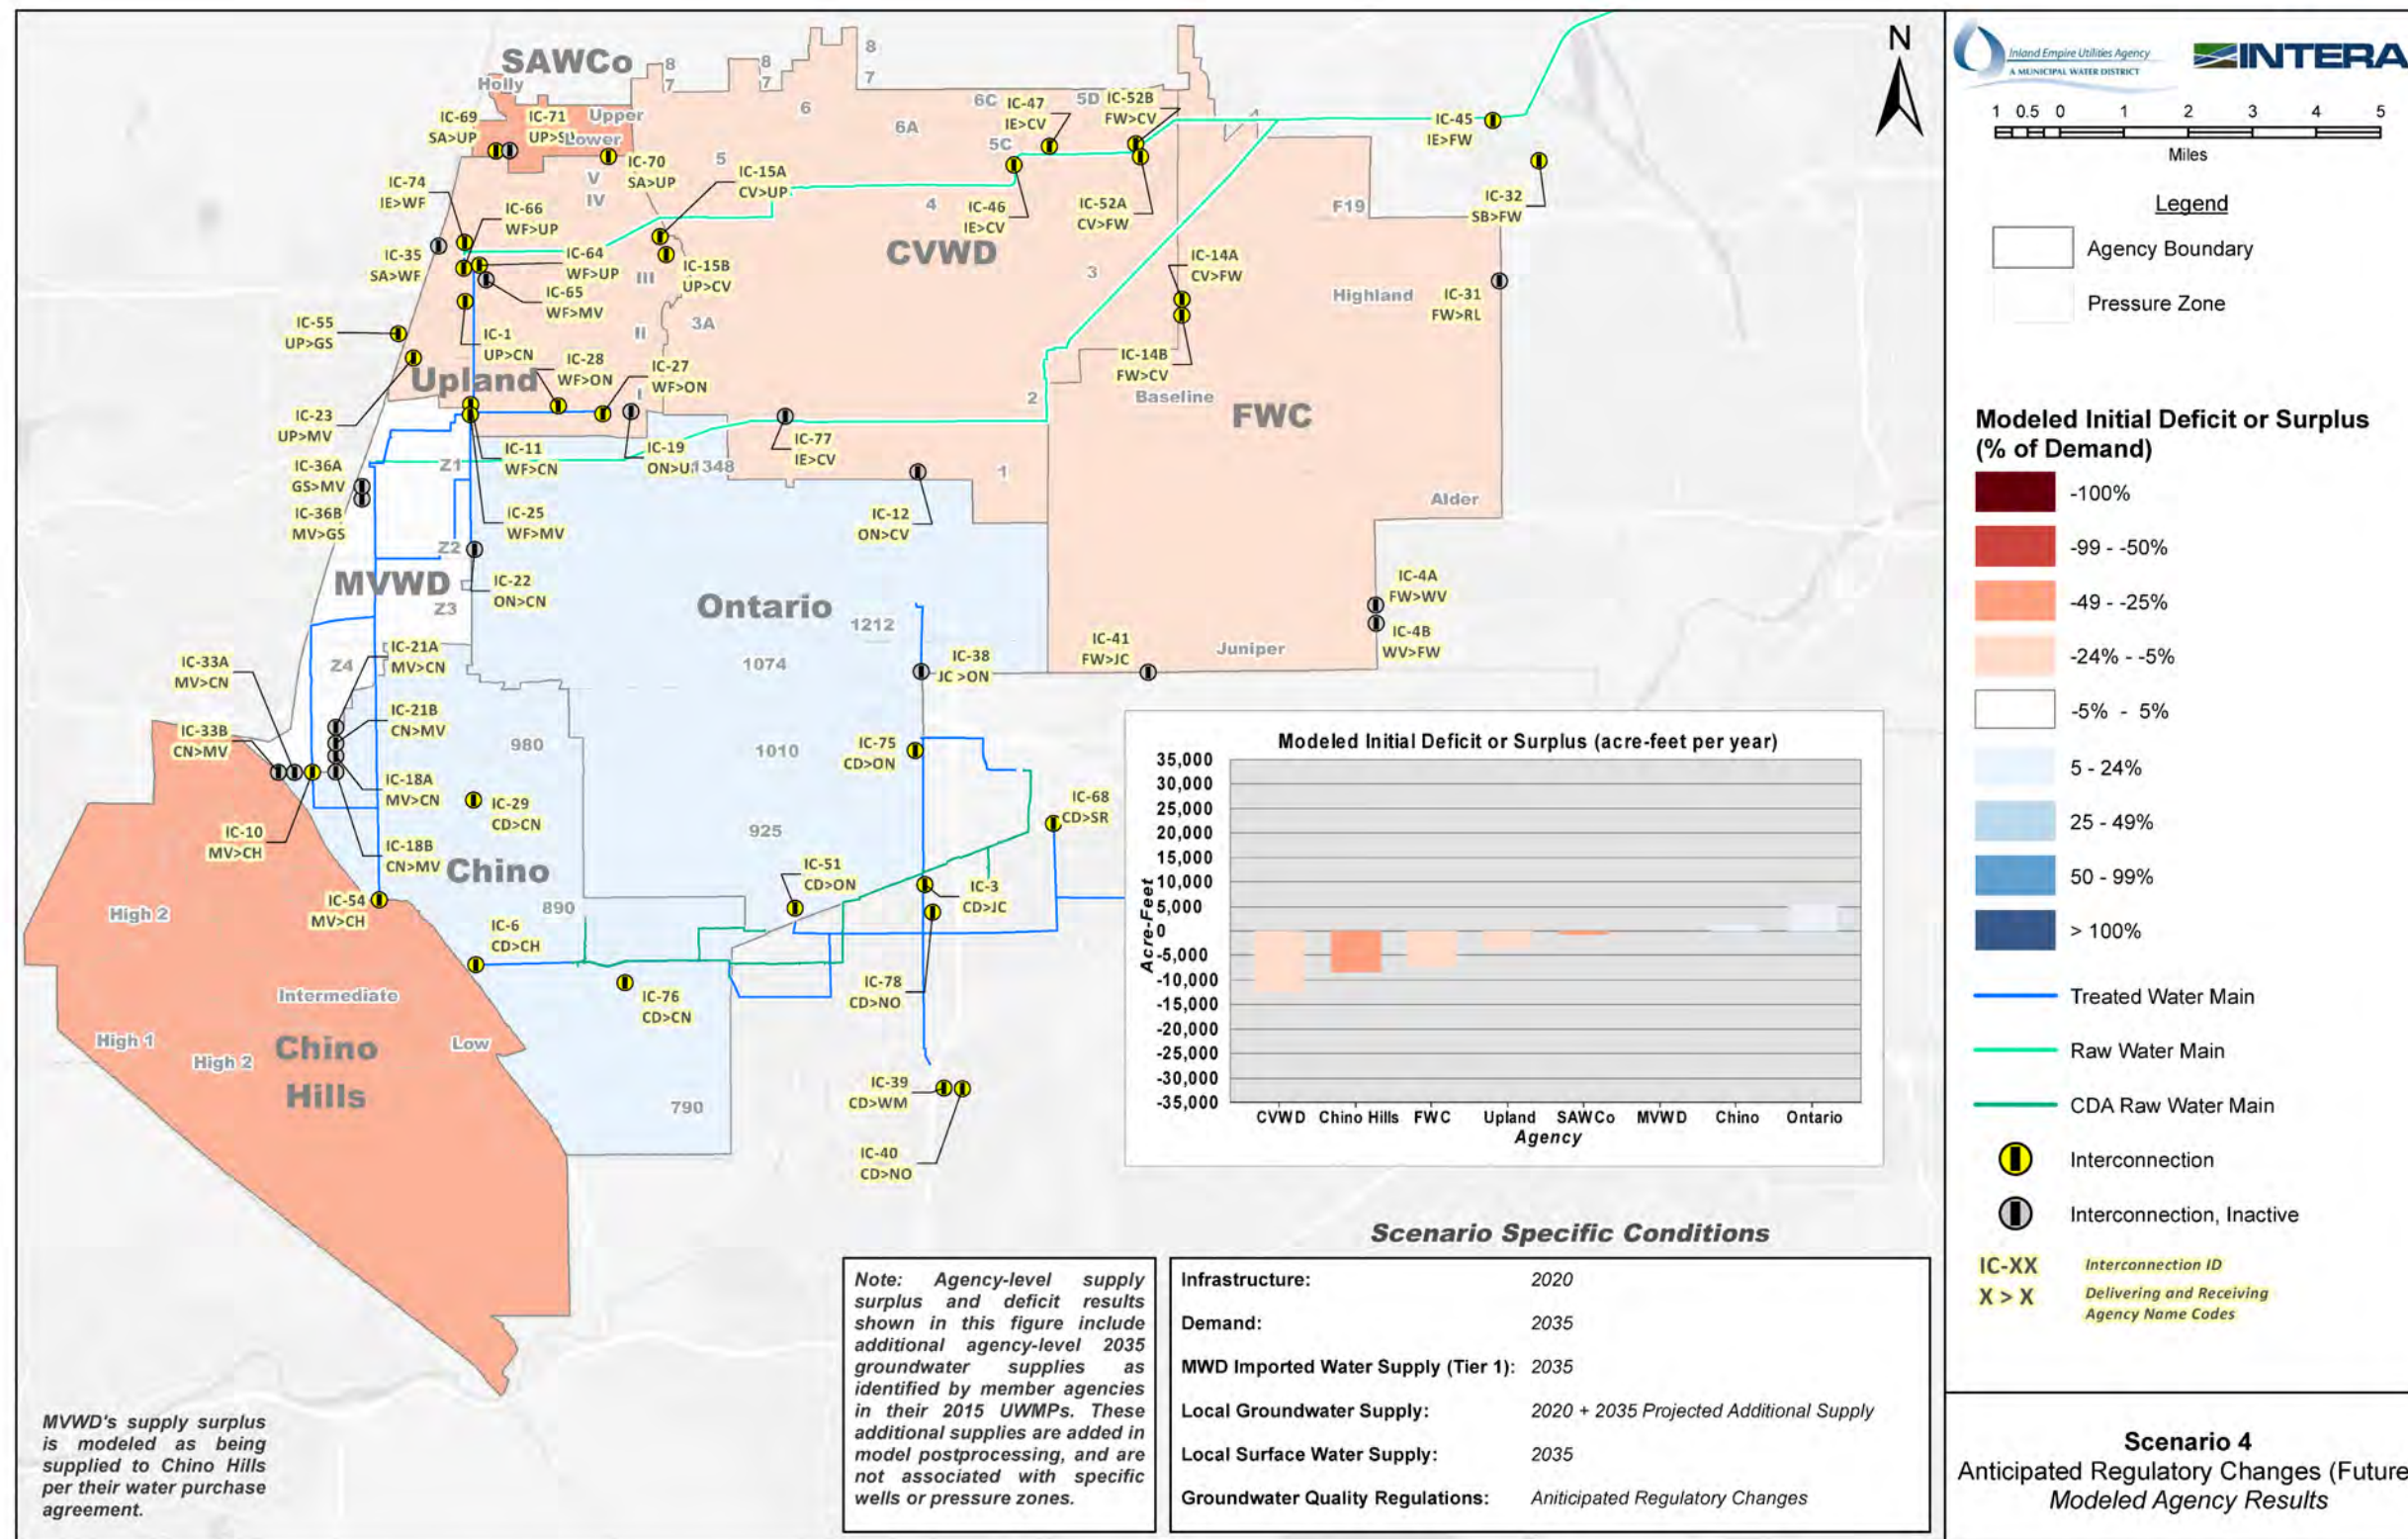 SAWCo
Holly
Upper
Lower
8
7
8
7
8
7
6
6A
6C
5D
5C
5
4
3
3A
2
1
V
IV
III
II
I
IC-69
SA>UP
IC-71
IC-70
SA>UP
IC-15A
CV>UP
IC-47
IE>CV
IC-52B
FW>CV
IC-45
IE>FW
N
IC-74
IE>WF
IC-66
WF>UP
IC-46
IE>CV
IC-52A
CV>FW
IC-32
SB>FW
F19
IC-35
SA>WF
IC-64
WF>UP
IC-65
WF>MV
IC-15B
UP>CV
CVWD
IC-14A
CV>FW
Highland
IC-31
FW>RL
IC-55
UP>GS
IC-1
UP>CN
IC-28
WF>ON
IC-27
WF>ON
IC-14B
FW>CV
Upland
Baseline
FWC
IC-23
UP>MV
IC-11
WF>CN
IC-19
IC-77
IE>CV
IC-36A
GS>MV
Z1
1348
IC-36B
MV>GS
IC-25
WF>MV
IC-12
ON>CV
Alder
Z2
MVWD
Z3
IC-22
ON>CN
Ontario
1212
IC-4A
FW>WV
IC-4B
WV>FW
IC-41
FW>JC
Juniper
IC-33A
MV>CN
Z4
IC-21A
MV>CN
1074
IC-38
JC >ON
IC-33B
CN>MV
IC-21B
CN>MV
980
1010
IC-75
CD>ON
IC-18A
MV>CN
IC-29
CD>CN
IC-68
CD>SR
IC-10
MV>CH
IC-18B
CN>MV
925
Chino
IC-51
CD>ON
IC-3
CD>JC
High 2
IC-54
MV>CH
890
IC-6
CD>CH
IC-76
CD>CN
IC-78
CD>NO
Intermediate
High 1
High 2
Low
Chino
Hills
790
IC-39
CD>WM
IC-40
CD>NO
Modeled Initial Deficit or Surplus (acre-feet per year)
35,000
30,000
25,000
20,000
15,000
10,000
5,000
0
-5,000
-10,000
-15,000
-20,000
-25,000
-30,000
-35,000
Acre-Feet
CVWD Chino Hills FWC Upland SAWCo MVWD Chino Ontario
Agency
MVWD's supply surplus
is modeled as being
supplied to Chino Hills
per their water purchase
agreement.
Note: Agency-level supply
surplus and deficit results
shown in this figure include
additional agency-level 2035
groundwater supplies as
identified by member agencies
in their 2015 UWMPs. These
additional supplies are added in
model postprocessing, and are
not associated with specific
wells or pressure zones.
Scenario Specific Conditions
Infrastructure: 2020
Demand: 2035
MWD Imported Water Supply (Tier 1): 2035
Local Groundwater Supply: 2020 + 2035 Projected Additional Supply
Local Surface Water Supply: 2035
Groundwater Quality Regulations: Aniticipated Regulatory Changes
Inland Empire Utilities Agency
A MUNICIPAL WATER DISTRICT
INTERA
1 0.5 0 1 2 3 4 5
Miles
Legend
Agency Boundary
Pressure Zone
Modeled Initial Deficit or Surplus
(% of Demand)
-100%
-99 - -50%
-49 - -25%
-24% - -5%
-5% - 5%
5 - 24%
25 - 49%
50 - 99%
> 100%
Treated Water Main
Raw Water Main
CDA Raw Water Main
Interconnection
Interconnection, Inactive
IC-XX Interconnection ID
X > X Delivering and Receiving
Agency Name Codes
Scenario 4
Anticipated Regulatory Changes (Future
Modeled Agency Results